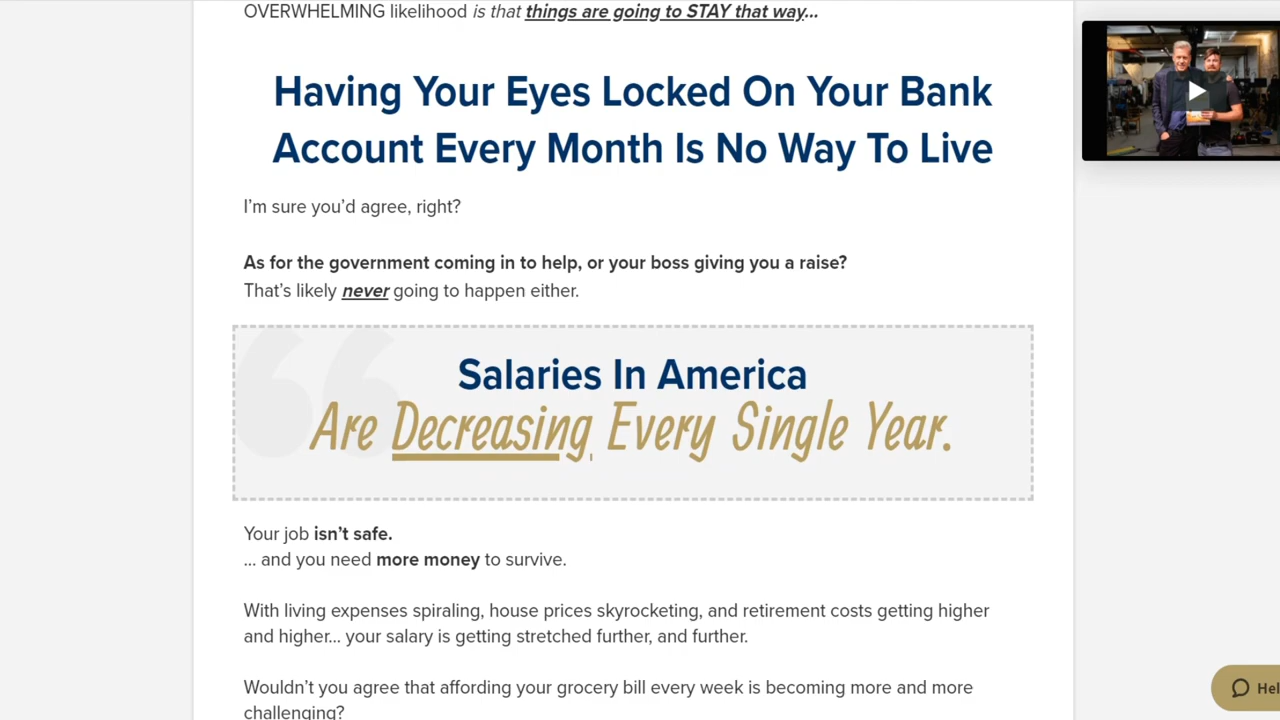 OVERWHELMING likelihood is that things are going to STAY that way...
Having Your Eyes Locked On Your Bank
Account Every Month Is No Way To Live
I'm sure you'd agree, right?
As for the government coming in to help, or your boss giving you a raise?
That's likely never going to happen either.
Salaries In America
Are Decreasing Every Single Year.
Your job isn't safe.
... and you need more money to survive.
With living expenses spiraling, house prices skyrocketing, and retirement costs getting higher
and higher... your salary is getting stretched further, and further.
Wouldn't you agree that affording your grocery bill every week is becoming more and more
challenging?
Hel